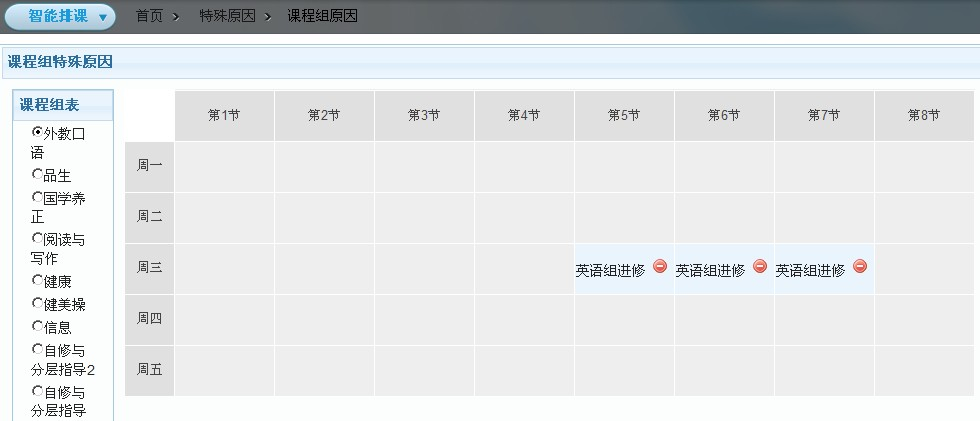 智能排课 首页 特殊原因 课程组原因
课程组特殊原因
课程组表
第1节 第2节 第3节 第4节 第5节 第6节 第7节 第8节
外教口
语
品生
国学养
正
阅读与
写作
健康
健美操
信息
自修与
分层指导2
自修与
分层指导
周一
周二
周三 英语组进修 英语组进修 英语组进修
周四
周五